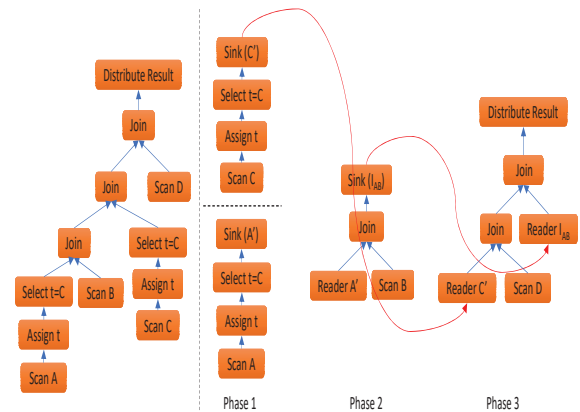 Distribute Result
Join
Join
Scan D
Join
Select t=C
Select t=C
Scan B
Assign t
Assign t
Scan C
Scan A
Sink (C')
Select t=C
Assign t
Scan C
Sink (A')
Select t=C
Assign t
Scan A
Phase 1
Sink (IAB)
Join
Reader A'
Scan B
Phase 2
Distribute Result
Join
Join
Reader IAB
Reader C'
Scan D
Phase 3